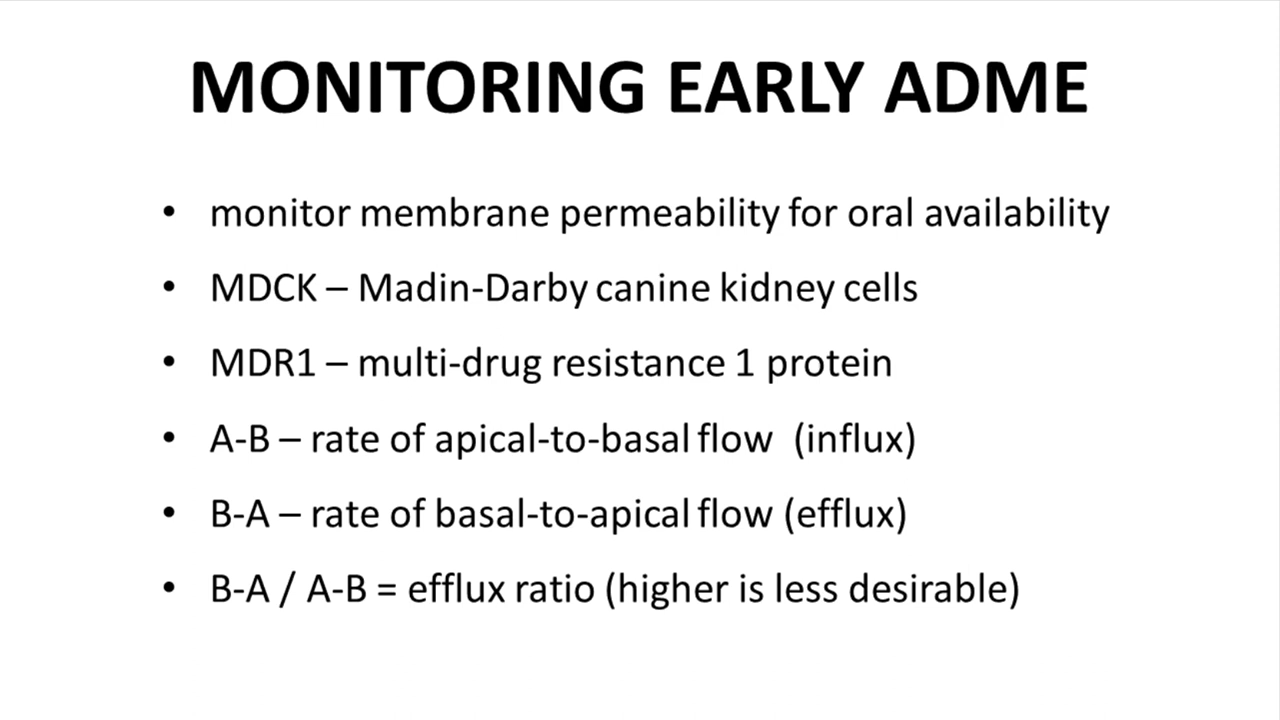 MONITORING EARLY ADME
• monitor membrane permeability for oral availability
• MDCK – Madin-Darby canine kidney cells
• MDR1 – multi-drug resistance 1 protein
• A-B – rate of apical-to-basal flow  (influx)
• B-A – rate of basal-to-apical flow (efflux)
• B-A / A-B = efflux ratio (higher is less desirable)